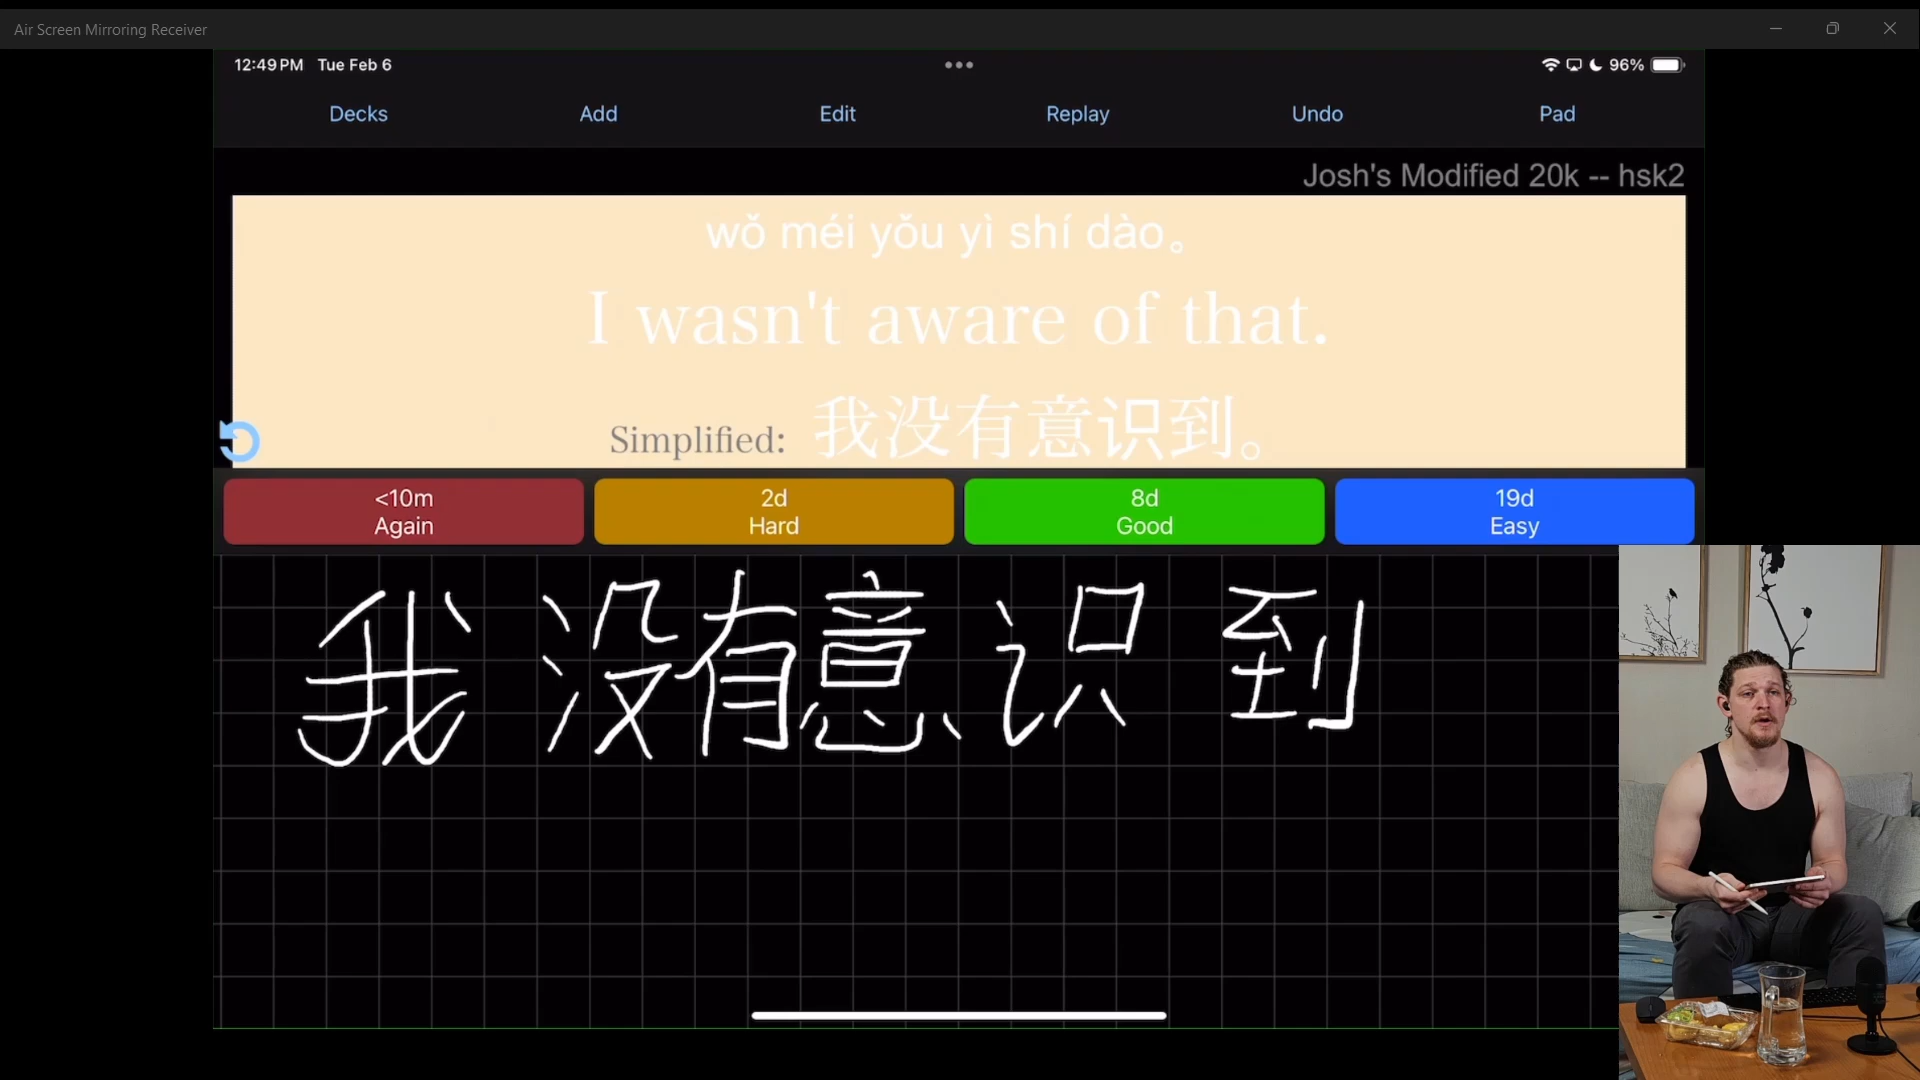 Air Screen Mirroring Receiver
12:49 PM Tue Feb 6
96%
Decks Add Edit Replay Undo Pad
Josh's Modified 20k -- hsk2
wǒ méi yǒu yì shí dào。
I wasn't aware of that.
Simplified: 我没有意识到。
<10m 2d 8d 19d
Again Hard Good Easy
我没有意识到